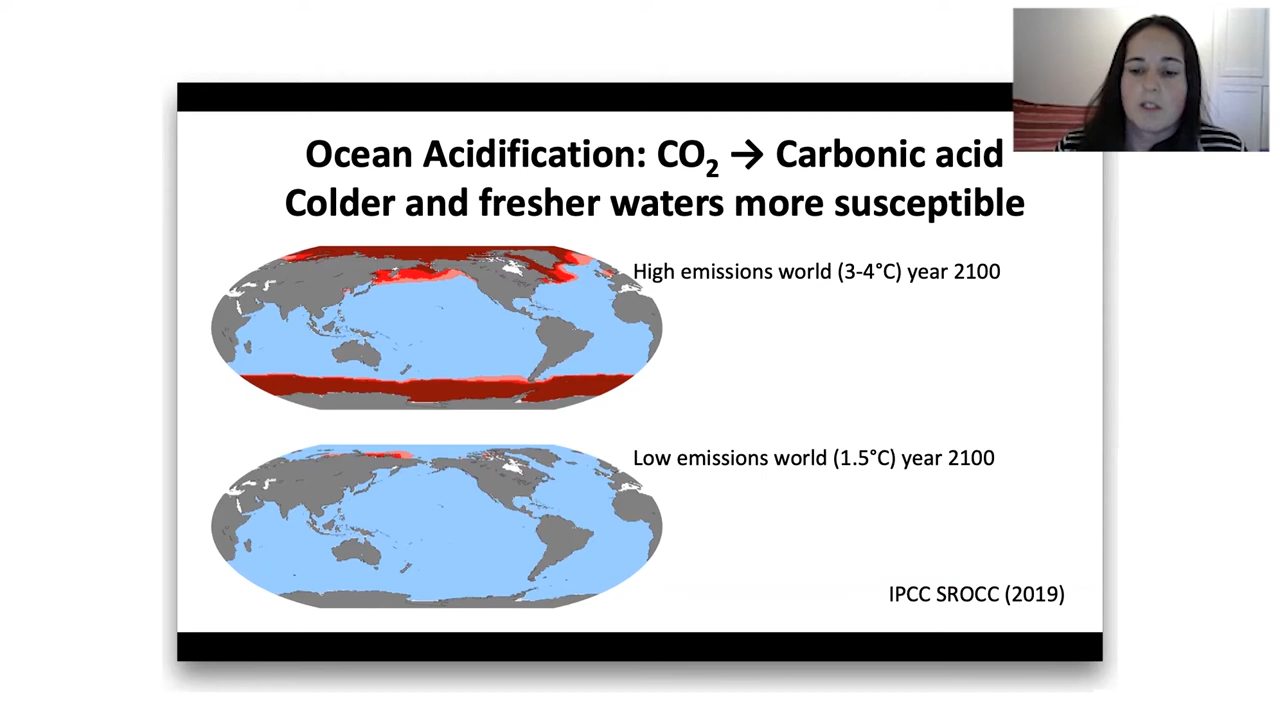 Ocean Acidification: CO₂ → Carbonic acid
Colder and fresher waters more susceptible
High emissions world (3-4°C) year 2100
Low emissions world (1.5°C) year 2100
IPCC SROCC (2019)